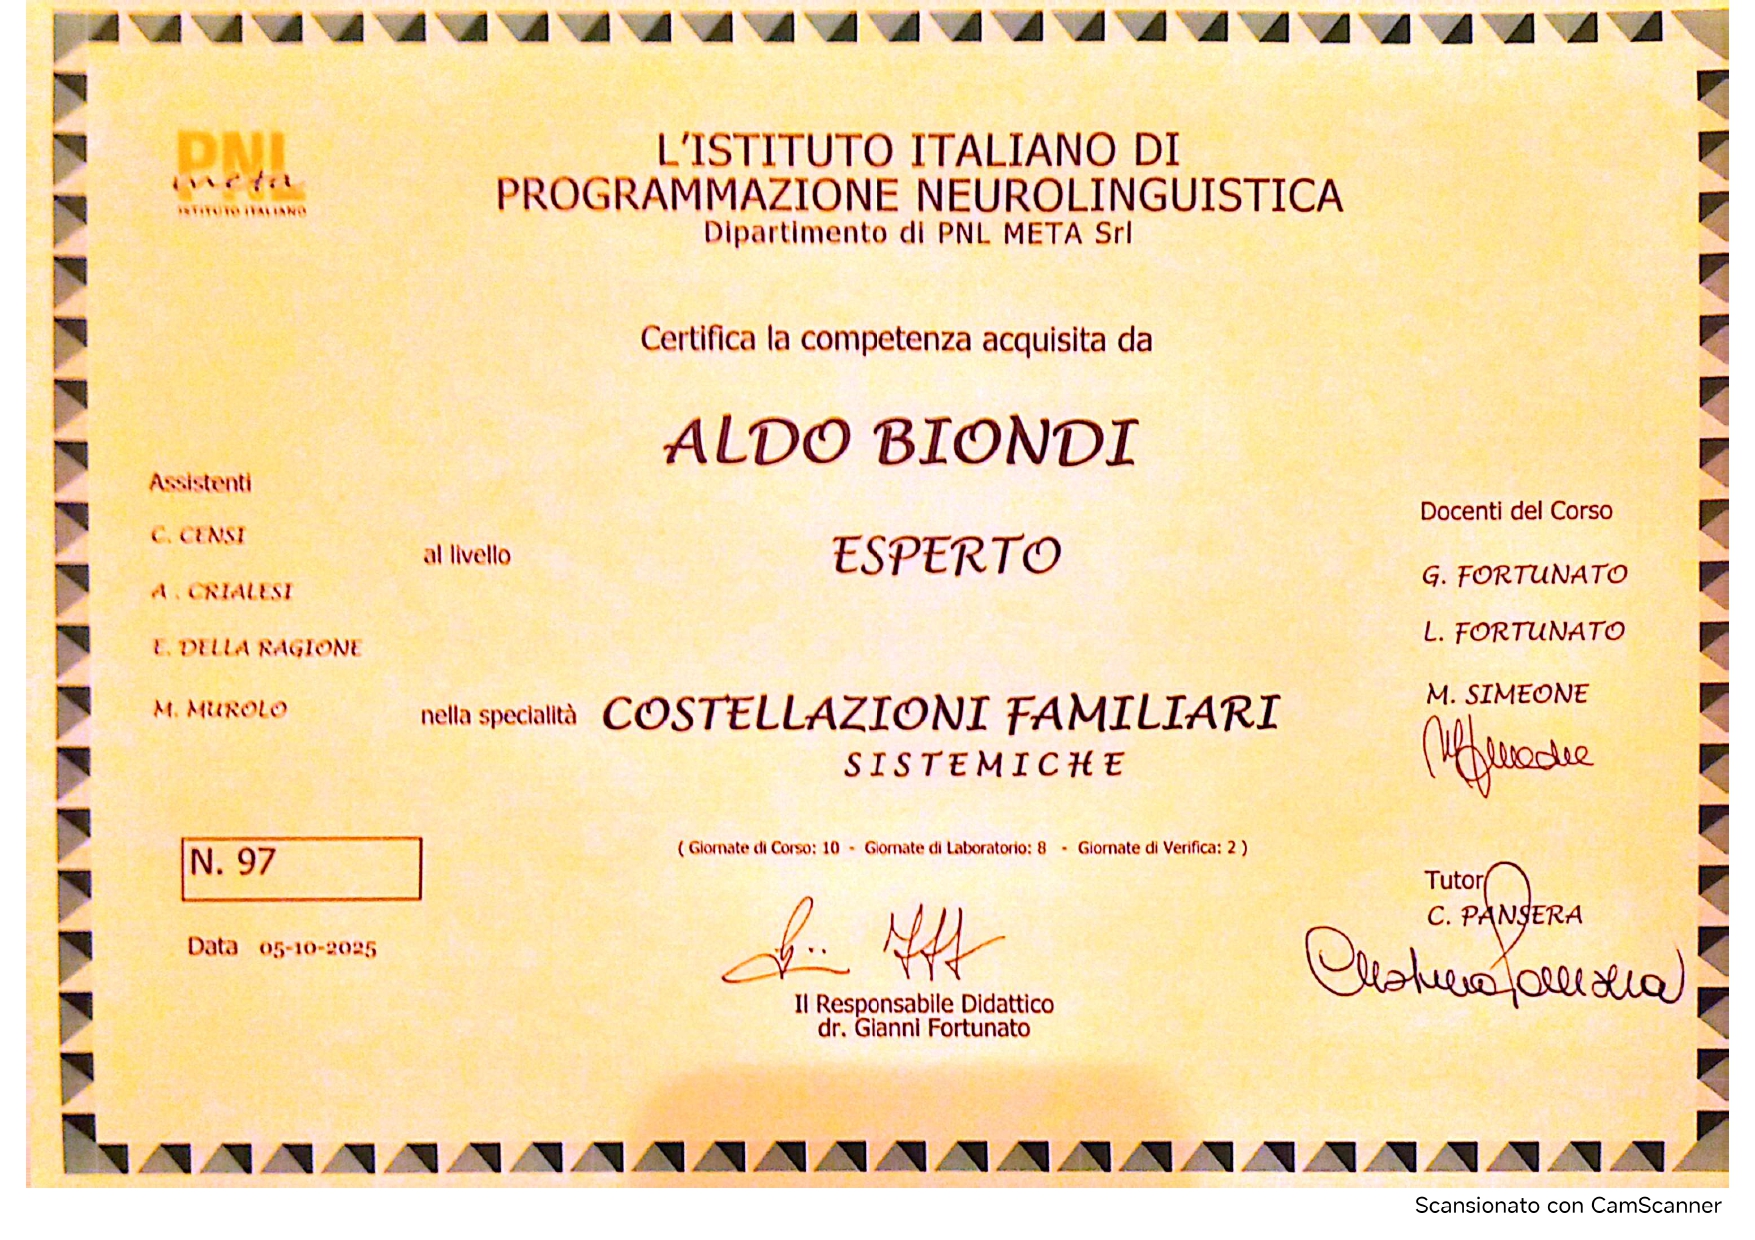 PNL
meta
ISTITUTO ITALIANO
L'ISTITUTO ITALIANO DI
PROGRAMMAZIONE NEUROLINGUISTICA
Dipartimento di PNL META Srl
Certifica la competenza acquisita da
ALDO BIONDI
Assistenti
C. CENSI
A . CRIALESI
E. DELLA RAGIONE
M. MUROLO
al livello
ESPERTO
nella specialità COSTELLAZIONI FAMILIARI
SISTEMICHE
Docenti del Corso
G. FORTUNATO
L. FORTUNATO
M. SIMEONE
N. 97
Data 05-10-2025
( Giornate di Corso: 10 - Giornate di Laboratorio: 8 - Giornate di Verifica: 2 )
Il Responsabile Didattico
dr. Gianni Fortunato
Tutor
C. PANSERA
Scansionato con CamScanner